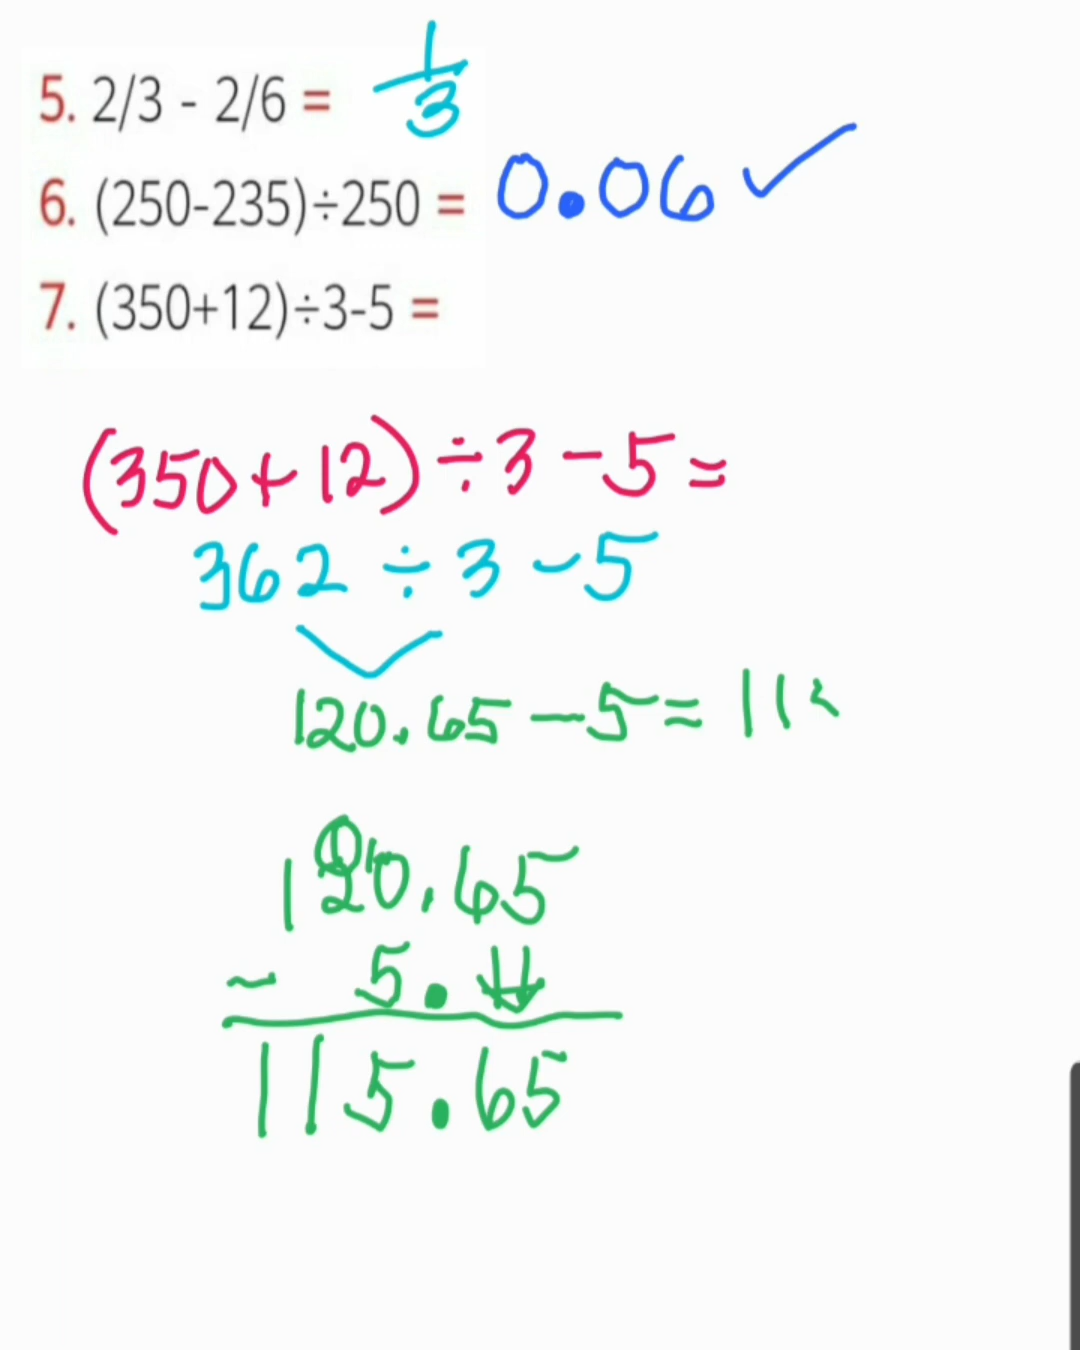 5. 2/3 - 2/6 = 1/3
6. (250-235)÷250 = 0.06 ✓
7. (350+12)÷3-5 =
(350+12)÷3-5=
362÷3-5
120.65-5=11
120.65
- 5.
115.65